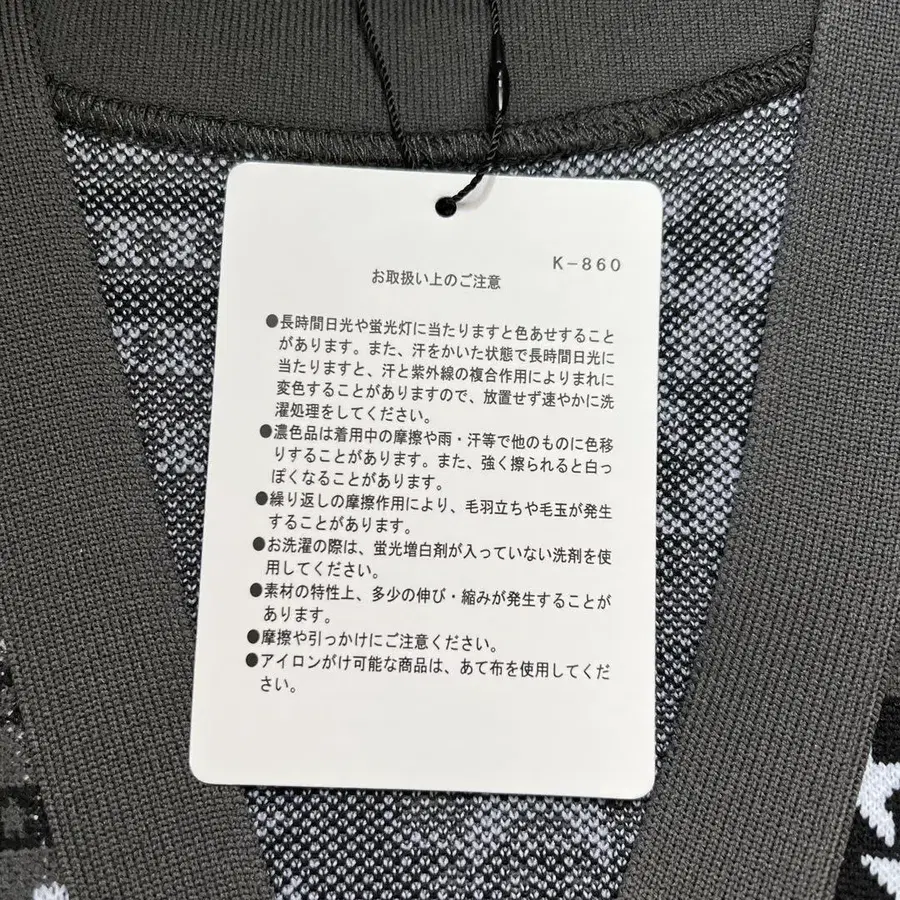 K-860
お取扱い上のご注意
●長時間日光や蛍光灯に当たりますと色あせすること
があります。また、汗をかいた状態で長時間日光に
当たりますと、汗と紫外線の複合作用によりまれに
変色することがありますので、放置せず速やかに洗
濯処理をしてください。
●濃色品は着用中の摩擦や雨・汗等で他のものに色移
りすることがあります。また、強く擦られると白っ
ぽくなることがあります。
●繰り返しの摩擦作用により、毛羽立ちや毛玉が発生
することがあります。
●お洗濯の際は、蛍光増白剤が入っていない洗剤を使
用してください。
●素材の特性上、多少の伸び・縮みが発生することが
あります。
●摩擦や引っかけにご注意ください。
●アイロンがけ可能な商品は、あて布を使用してくだ
さい。